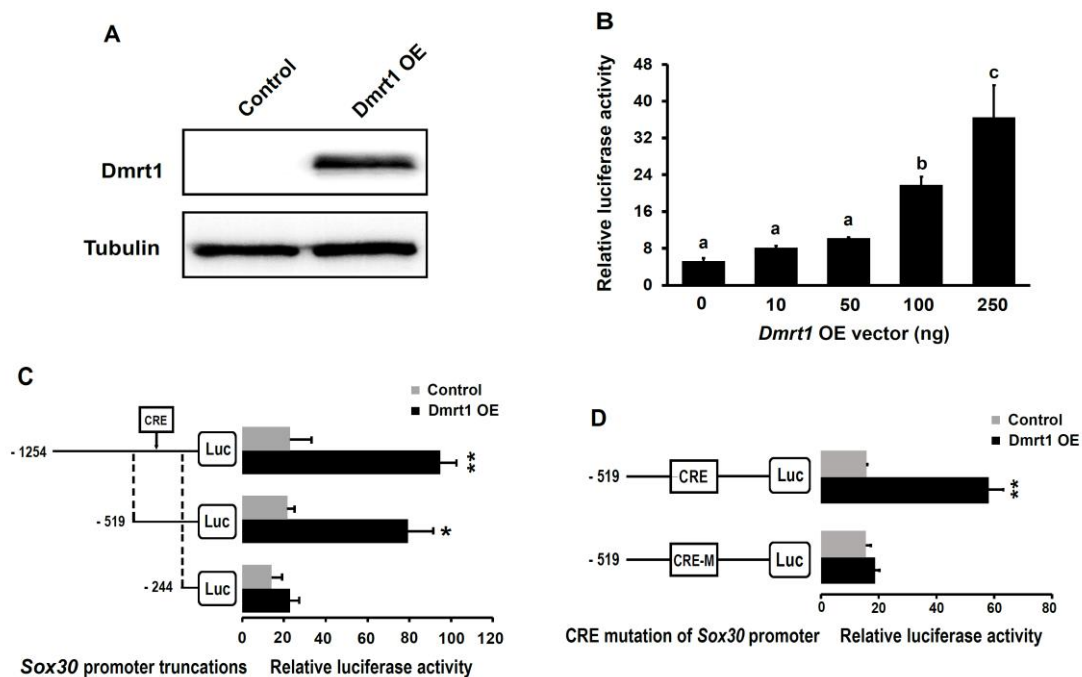 A
Control
Dmrt1 OE
Dmrt1
Tubulin
B
Relative luciferase activity
48
40
32
24
16
8
0
a
a
a
b
c
0 10 50 100 250
Dmrt1 OE vector (ng)
C
Control
Dmrt1 OE
CRE
- 1254
Luc
**
- 519
Luc
*
- 244
Luc
0 20 40 60 80 100 120
Sox30 promoter truncations
Relative luciferase activity
D
Control
Dmrt1 OE
- 519
CRE
Luc
**
- 519
CRE-M
Luc
0 20 40 60 80
CRE mutation of Sox30 promoter
Relative luciferase activity